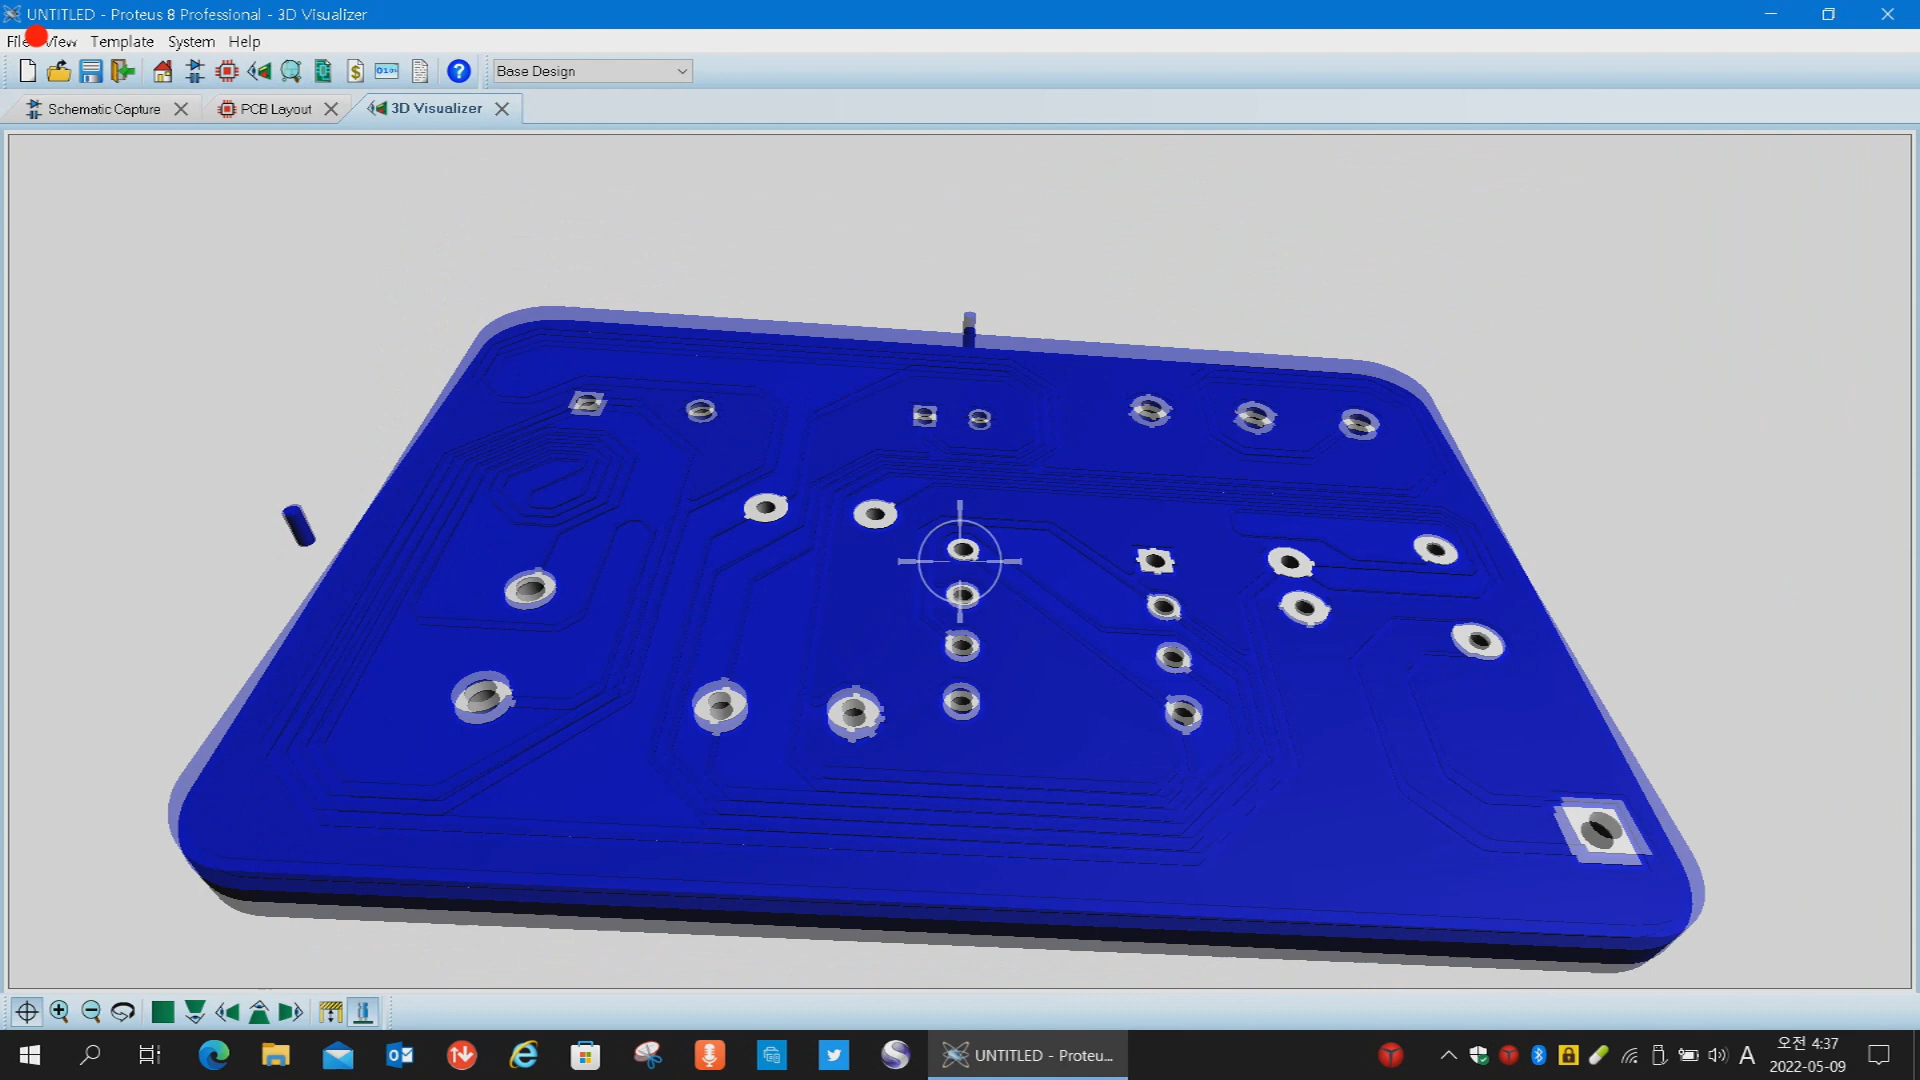 UNTITLED - Proteus 8 Professional - 3D Visualizer
File View Template System Help
Base Design
Schematic Capture PCB Layout 3D Visualizer
UNTITLED - Proteu...
A
오전 4:37
2022-05-09